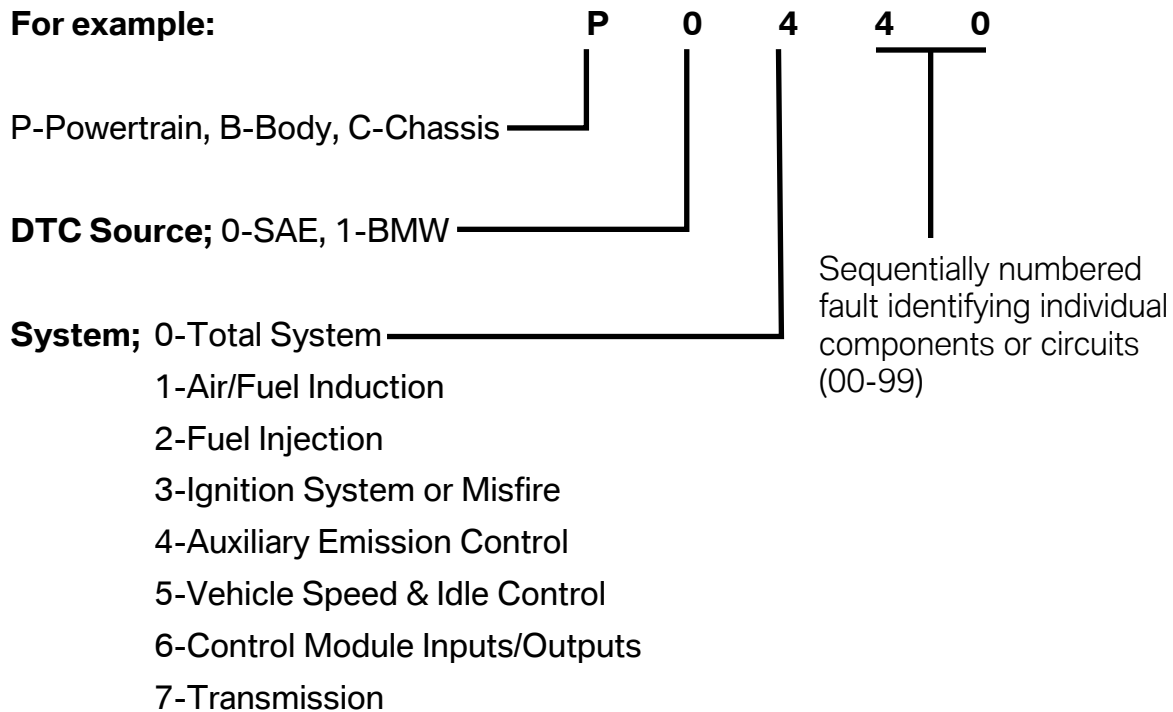 For example: P 0 4 4 0
P-Powertrain, B-Body, C-Chassis
DTC Source; 0-SAE, 1-BMW
System; 0-Total System
1-Air/Fuel Induction
2-Fuel Injection
3-Ignition System or Misfire
4-Auxiliary Emission Control
5-Vehicle Speed & Idle Control
6-Control Module Inputs/Outputs
7-Transmission
Sequentially numbered
fault identifying individual
components or circuits
(00-99)